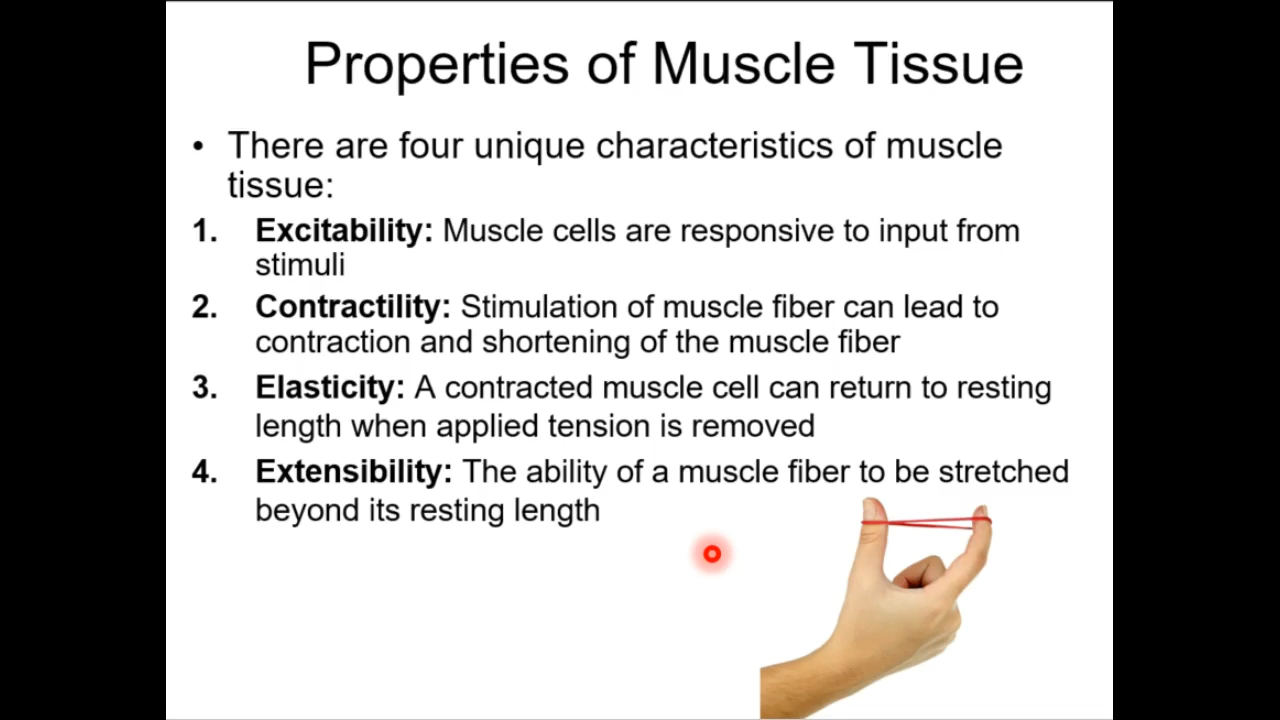 Properties of Muscle Tissue
• There are four unique characteristics of muscle
tissue:
1. Excitability: Muscle cells are responsive to input from
stimuli
2. Contractility: Stimulation of muscle fiber can lead to
contraction and shortening of the muscle fiber
3. Elasticity: A contracted muscle cell can return to resting
length when applied tension is removed
4. Extensibility: The ability of a muscle fiber to be stretched
beyond its resting length